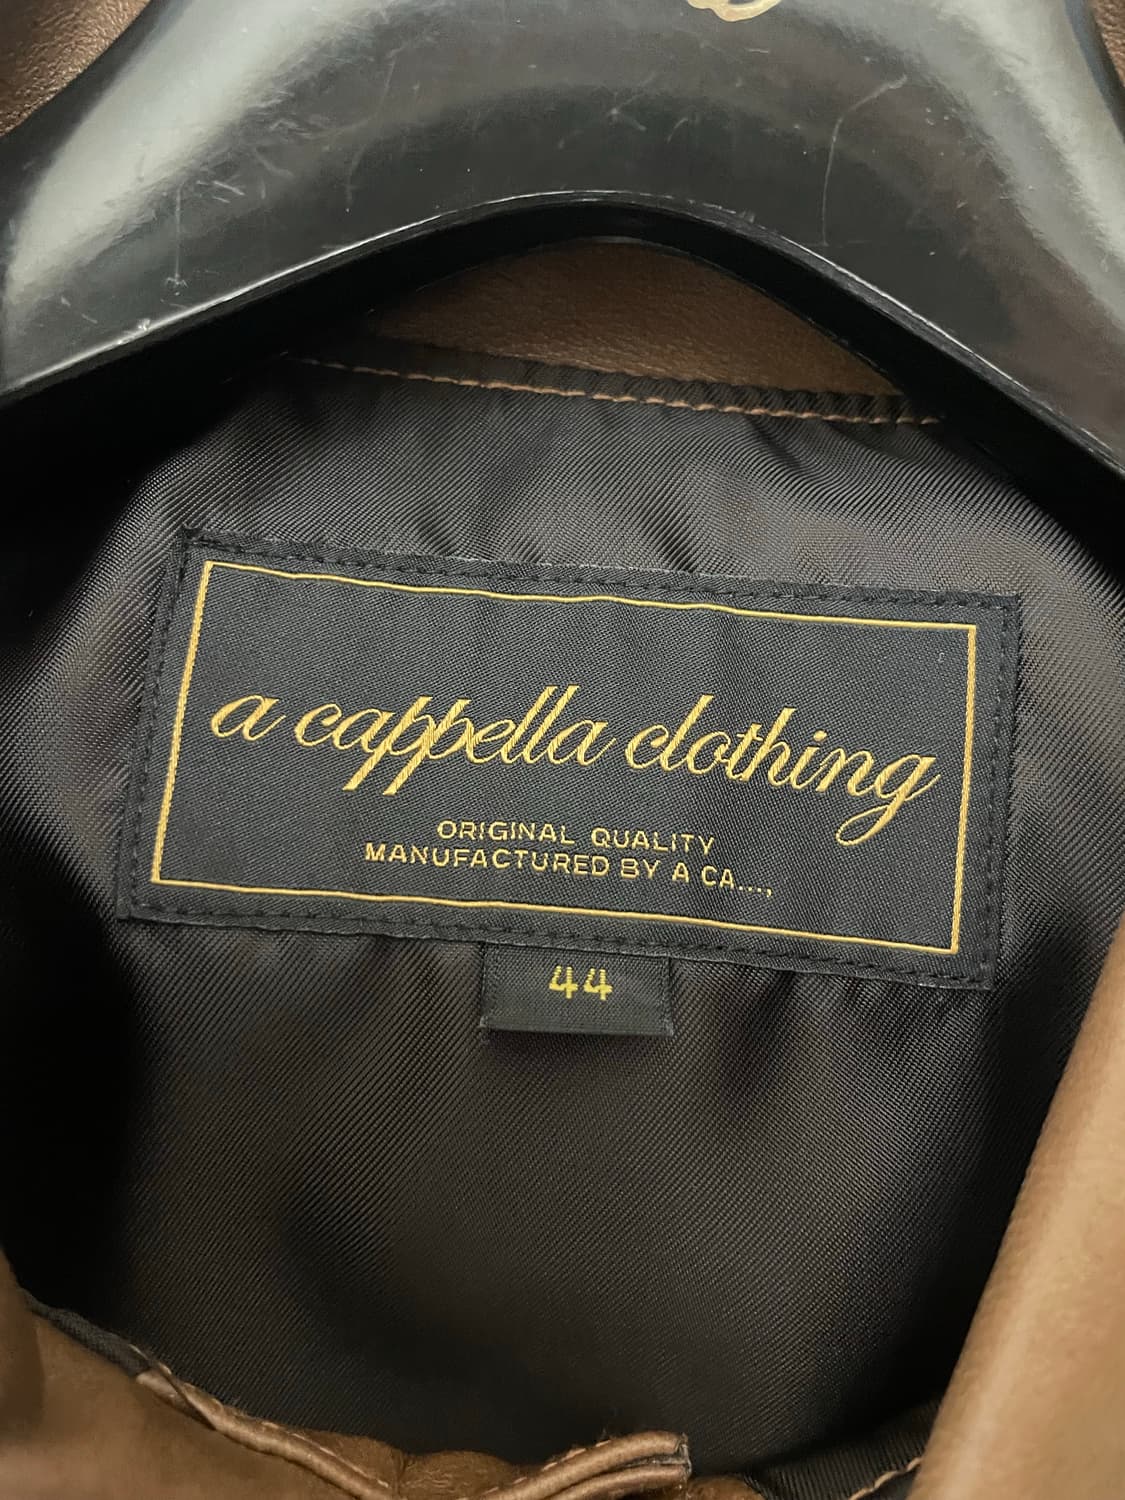 a cappella clothing
ORIGINAL QUALITY
MANUFACTURED BY A CA....,
44